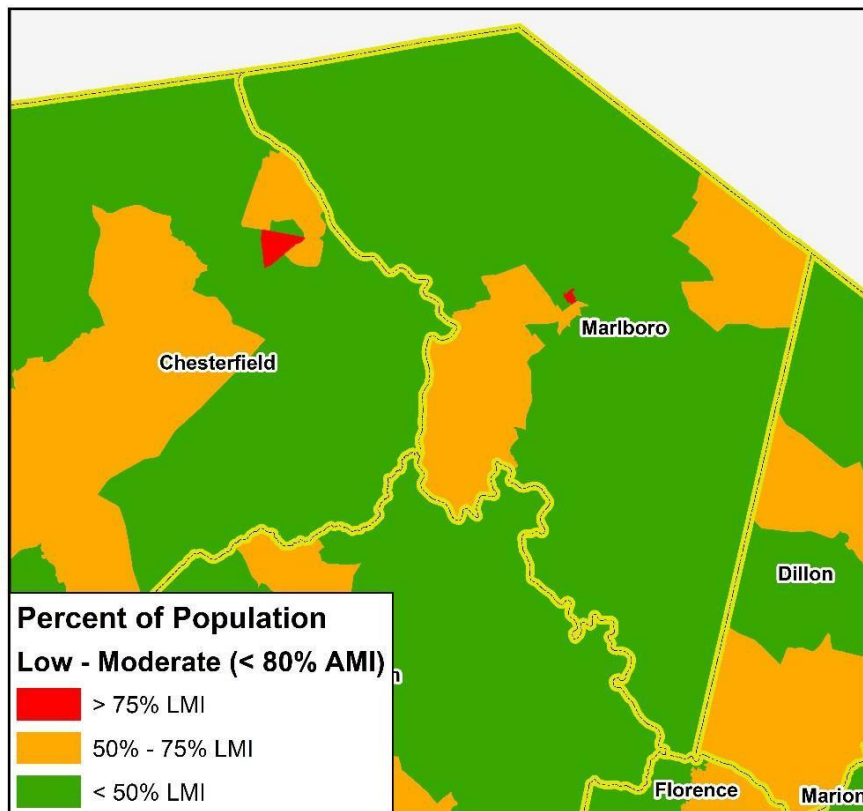 Marlboro
Chesterfield
Dillon
Percent of Population
Low - Moderate (< 80% AMI)
> 75% LMI
50% - 75% LMI
< 50% LMI
Florence
Marion